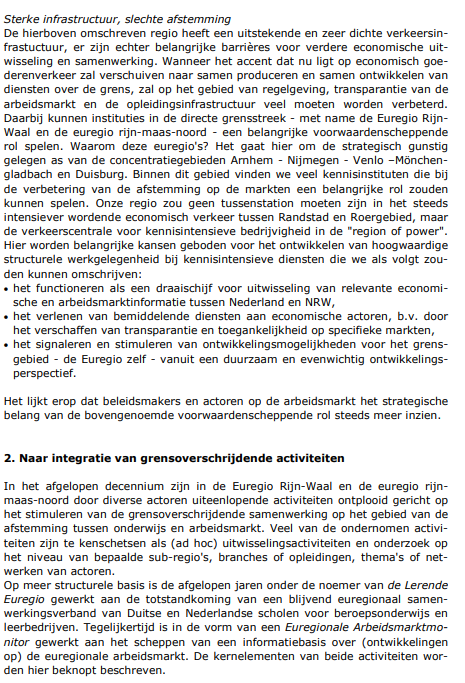 Sterke infrastructuur, slechte afstemming
De hierboven omschreven regio heeft een uitstekende en zeer dichte verkeersin-
frastuctuur, er zijn echter belangrijke barrières voor verdere economische uit-
wisseling en samenwerking. Wanneer het accent dat nu ligt op economisch goe-
derenverkeer zal verschuiven naar samen produceren en samen ontwikkelen van
diensten over de grens, zal op het gebied van regelgeving, transparantie van de
arbeidsmarkt en de opleidingsinfrastructuur veel moeten worden verbeterd.
Daarbij kunnen instituties in de directe grensstreek - met name de Euregio Rijn-
Waal en de euregio rijn-maas-noord - een belangrijke voorwaardenscheppende
rol spelen. Waarom deze euregio's? Het gaat hier om de strategisch gunstig
gelegen as van de concentratiegebieden Arnhem - Nijmegen - Venlo –Mönchen-
gladbach en Duisburg. Binnen dit gebied vinden we veel kennisinstituten die bij
de verbetering van de afstemming op de markten een belangrijke rol zouden
kunnen spelen. Onze regio zou geen tussenstation moeten zijn in het steeds
intensiever wordende economisch verkeer tussen Randstad en Roergebied, maar
de verkeerscentrale voor kennisintensieve bedrijvigheid in de "region of power".
Hier worden belangrijke kansen geboden voor het ontwikkelen van hoogwaardige
structurele werkgelegenheid bij kennisintensieve diensten die we als volgt zou-
den kunnen omschrijven:
• het functioneren als een draaischijf voor uitwisseling van relevante economi-
sche en arbeidsmarktinformatie tussen Nederland en NRW,
• het verlenen van bemiddelende diensten aan economische actoren, b.v. door
het verschaffen van transparantie en toegankelijkheid op specifieke markten,
• het signaleren en stimuleren van ontwikkelingsmogelijkheden voor het grens-
gebied - de Euregio zelf - vanuit een duurzaam en evenwichtig ontwikkelings-
perspectief.
Het lijkt erop dat beleidsmakers en actoren op de arbeidsmarkt het strategische
belang van de bovengenoemde voorwaardenscheppende rol steeds meer inzien.
2. Naar integratie van grensoverschrijdende activiteiten
In het afgelopen decennium zijn in de Euregio Rijn-Waal en de euregio rijn-
maas-noord door diverse actoren uiteenlopende activiteiten ontplooid gericht op
het stimuleren van de grensoverschrijdende samenwerking op het gebied van de
afstemming tussen onderwijs en arbeidsmarkt. Veel van de ondernomen activi-
teiten zijn te kenschetsen als (ad hoc) uitwisselingsactiviteiten en onderzoek op
het niveau van bepaalde sub-regio's, branches of opleidingen, thema's of net-
werken van actoren.
Op meer structurele basis is de afgelopen jaren onder de noemer van de Lerende
Euregio gewerkt aan de totstandkoming van een blijvend euregionaal samen-
werkingsverband van Duitse en Nederlandse scholen voor beroepsonderwijs en
leerbedrijven. Tegelijkertijd is in de vorm van een Euregionale Arbeidsmarktmo-
nitor gewerkt aan het scheppen van een informatiebasis over (ontwikkelingen
op) de euregionale arbeidsmarkt. De kernelementen van beide activiteiten wor-
den hier beknopt beschreven.